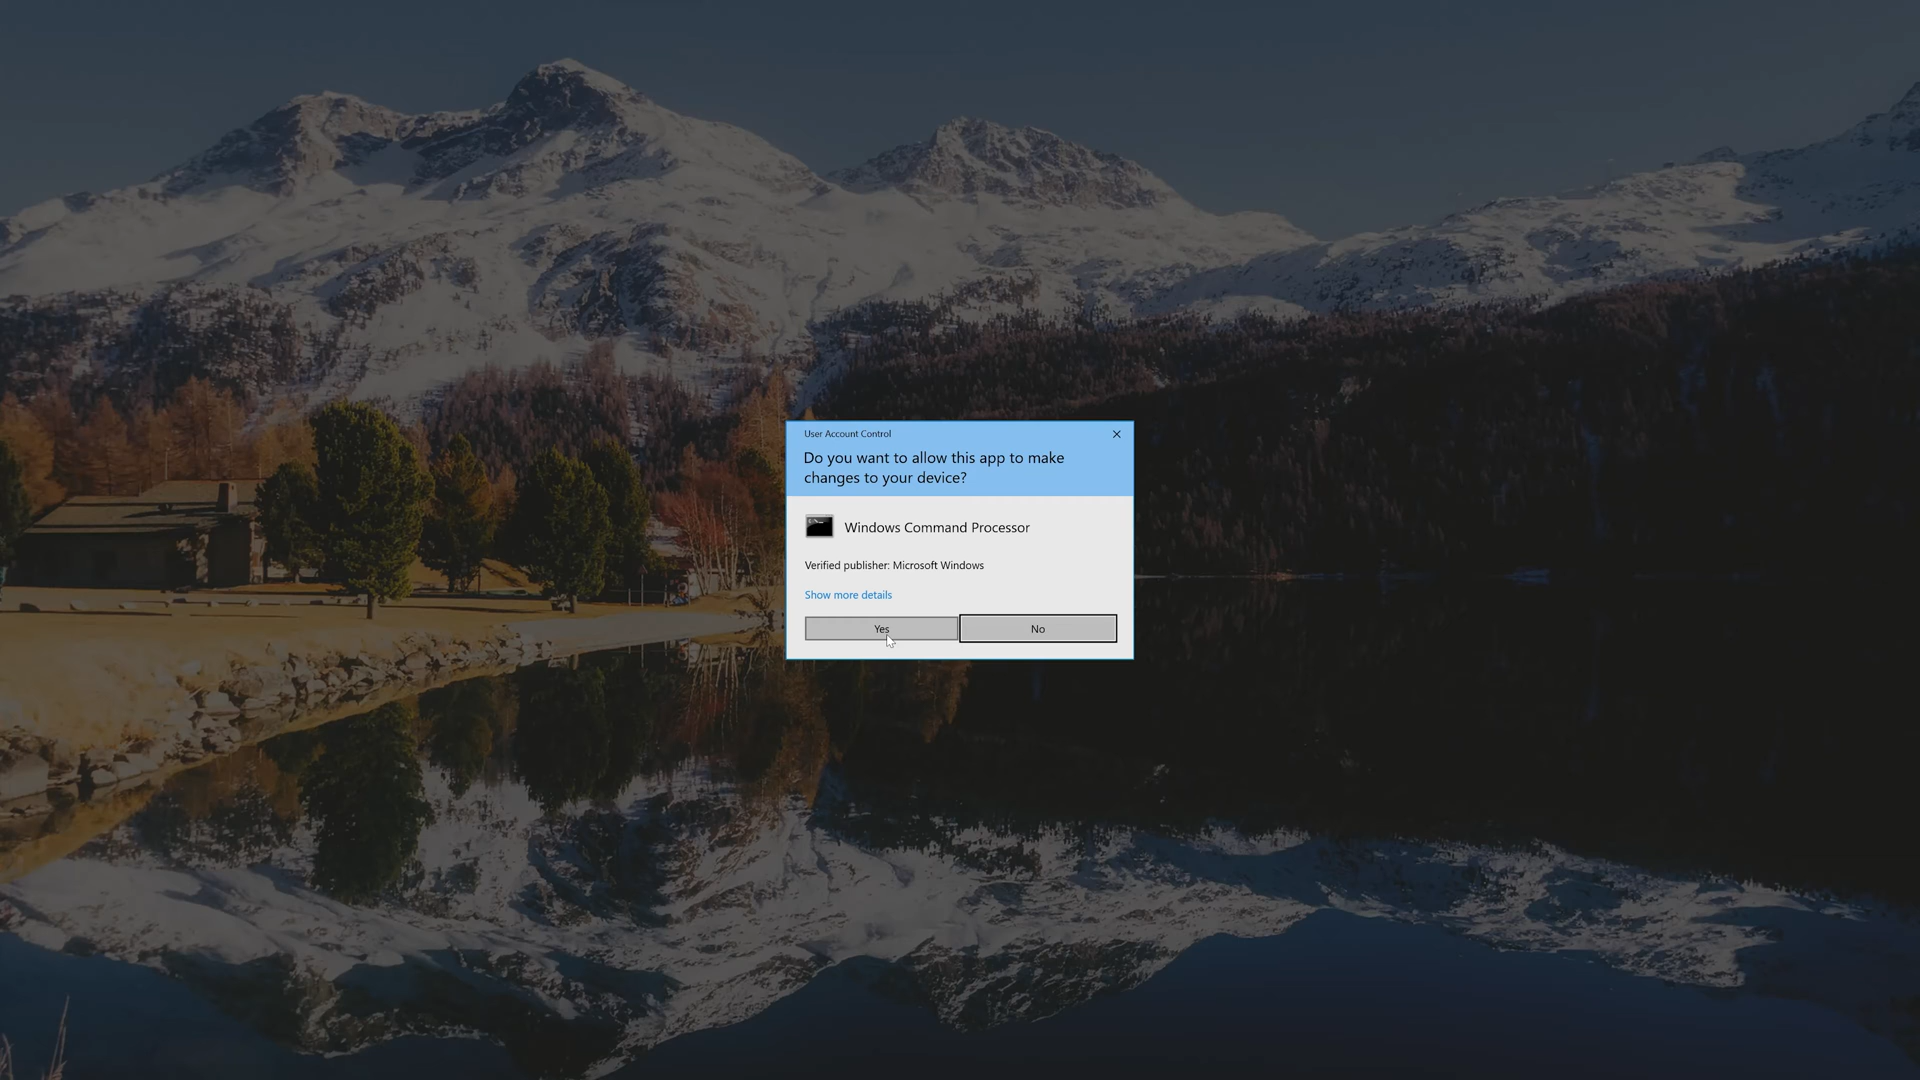 User Account Control
Do you want to allow this app to make
changes to your device?
Windows Command Processor
Verified publisher: Microsoft Windows
Show more details
Yes
No